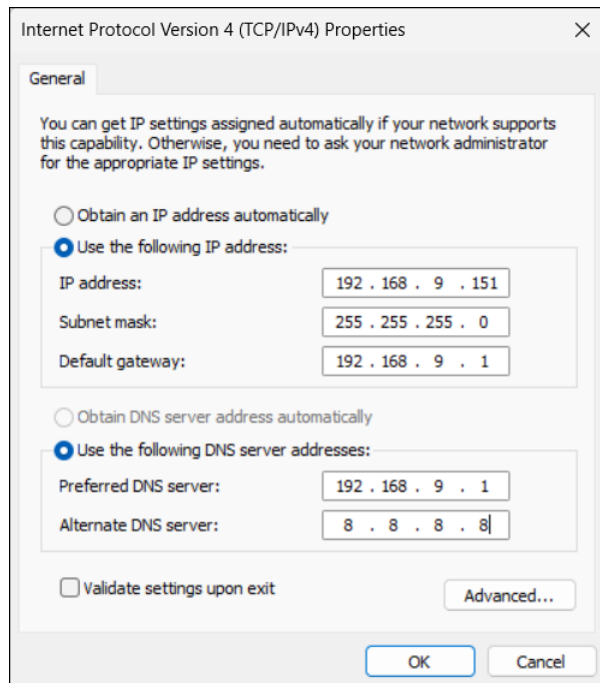 Internet Protocol Version 4 (TCP/IPv4) Properties
General
You can get IP settings assigned automatically if your network supports
this capability. Otherwise, you need to ask your network administrator
for the appropriate IP settings.
Obtain an IP address automatically
Use the following IP address:
IP address: 192 . 168 . 9 . 151
Subnet mask: 255 . 255 . 255 . 0
Default gateway: 192 . 168 . 9 . 1
Obtain DNS server address automatically
Use the following DNS server addresses:
Preferred DNS server: 192 . 168 . 9 . 1
Alternate DNS server: 8 . 8 . 8 . 8
Validate settings upon exit
Advanced...
OK Cancel